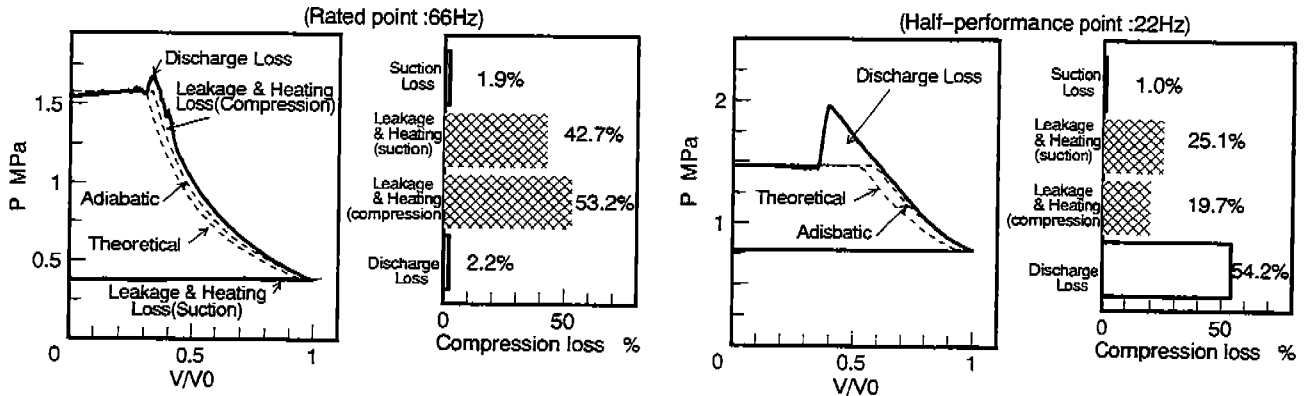 (Rated point :66Hz)
Discharge Loss
Leakage & Heating
Loss(Compression)
Adiabatic
Theoretical
Leakage & Heating
Loss(Suction)
P MPa
1.5
1
0.5
0
0.5
1
V/V0
Suction
Loss
1.9%
Leakage
& Heating
(suction)
42.7%
Leakage
& Heating
(compression
53.2%
Discharge
Loss
2.2%
0
50
Compression loss %
(Half-performance point :22Hz)
Discharge Loss
Theoretical
Adisbatic
P MPa
2
1
0
0.5
1
V/V0
Suction
Loss
1.0%
Leakage
& Heating
(suction)
25.1%
Leakage
& Heating
(compression)
19.7%
Discharge
Loss
54.2%
0
50
Compression loss %